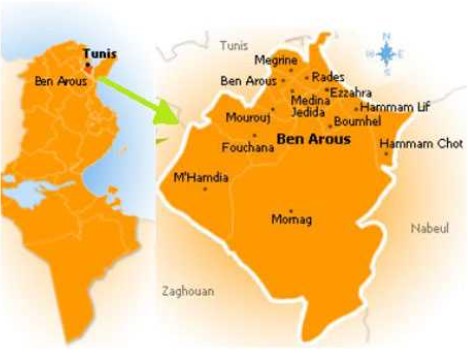 Tunis
Ben Arous
Tunis
Megrine
W
E
S
Ben Arous
Rades
Ezzahra
Medina
Jedida
Hammam Lif
Mourouj
Boumhel
Fouchana
Ben Arous
Hammam Chot
M'Hamdia
Mornag
Nabeul
Zaghouan